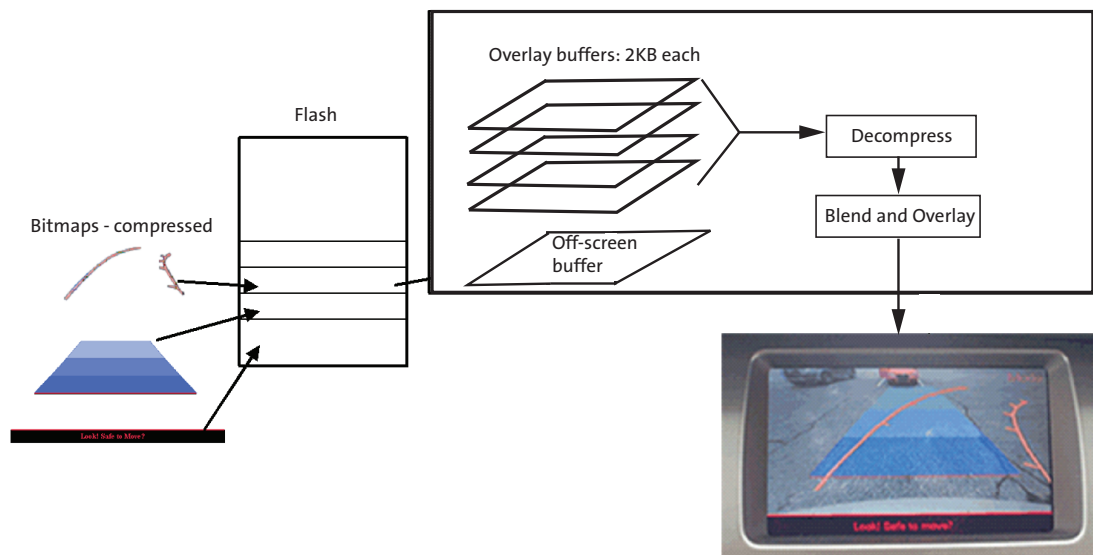 Overlay buffers: 2KB each
Flash
Decompress
Bitmaps - compressed
Blend and Overlay
Off-screen
buffer
Look! Safe to Move?
Look! Safe to move?